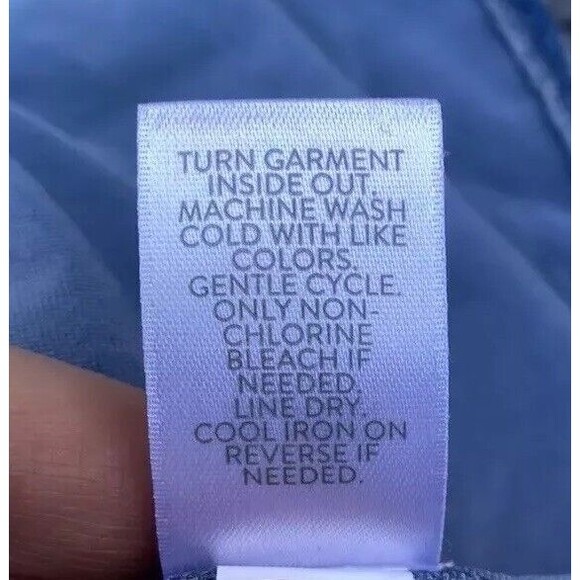 TURN GARMENT
INSIDE OUT.
MACHINE WASH
COLD WITH LIKE
COLORS.
GENTLE CYCLE.
ONLY NON-
CHLORINE
BLEACH IF
NEEDED.
LINE DRY.
COOL IRON ON
REVERSE IF
NEEDED.